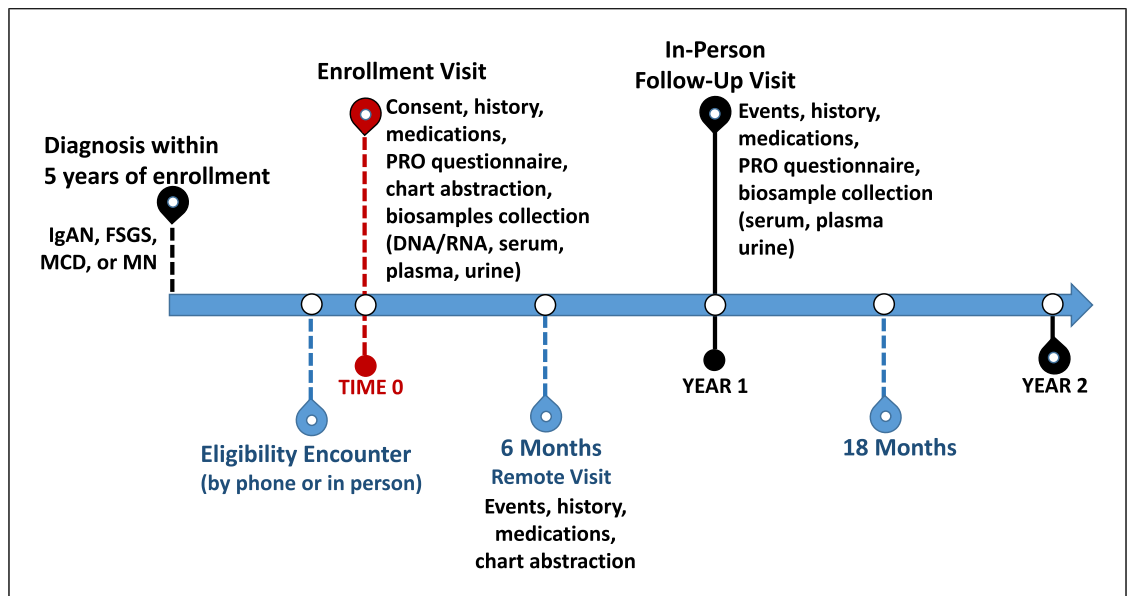 Diagnosis within
5 years of enrollment
IgAN, FSGS,
MCD, or MN
Enrollment Visit
Consent, history,
medications,
PRO questionnaire,
chart abstraction,
biosamples collection
(DNA/RNA, serum,
plasma, urine)
In-Person
Follow-Up Visit
Events, history,
medications,
PRO questionnaire,
biosample collection
(serum, plasma
urine)
TIME 0
YEAR 1
YEAR 2
Eligibility Encounter
(by phone or in person)
6 Months
Remote Visit
Events, history,
medications,
chart abstraction
18 Months